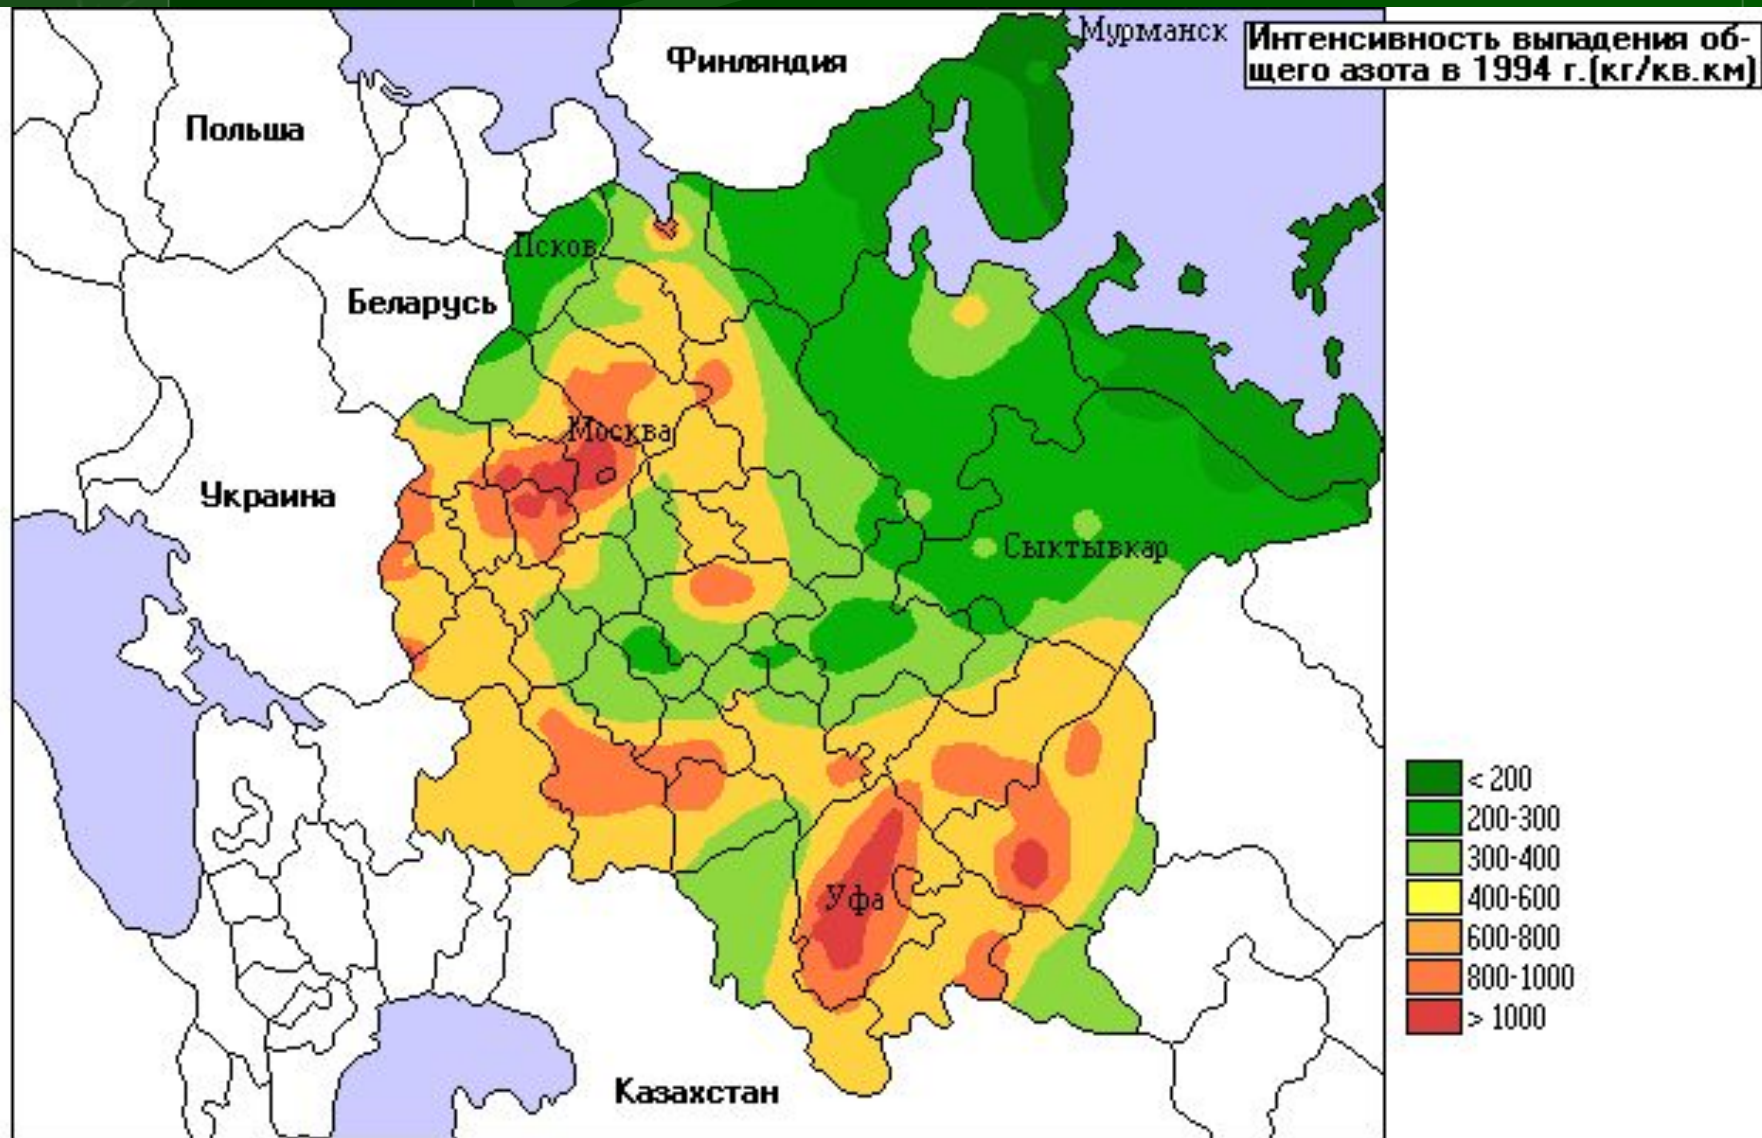 Мурманск
Интенсивность выпадения об-
щего азота в 1994 г.(кг/кв.км)
Финляндия
Польша
Псков
Беларусь
Москва
Украина
Сыктывкар
Уфа
Казахстан
< 200
200-300
300-400
400-600
600-800
800-1000
> 1000